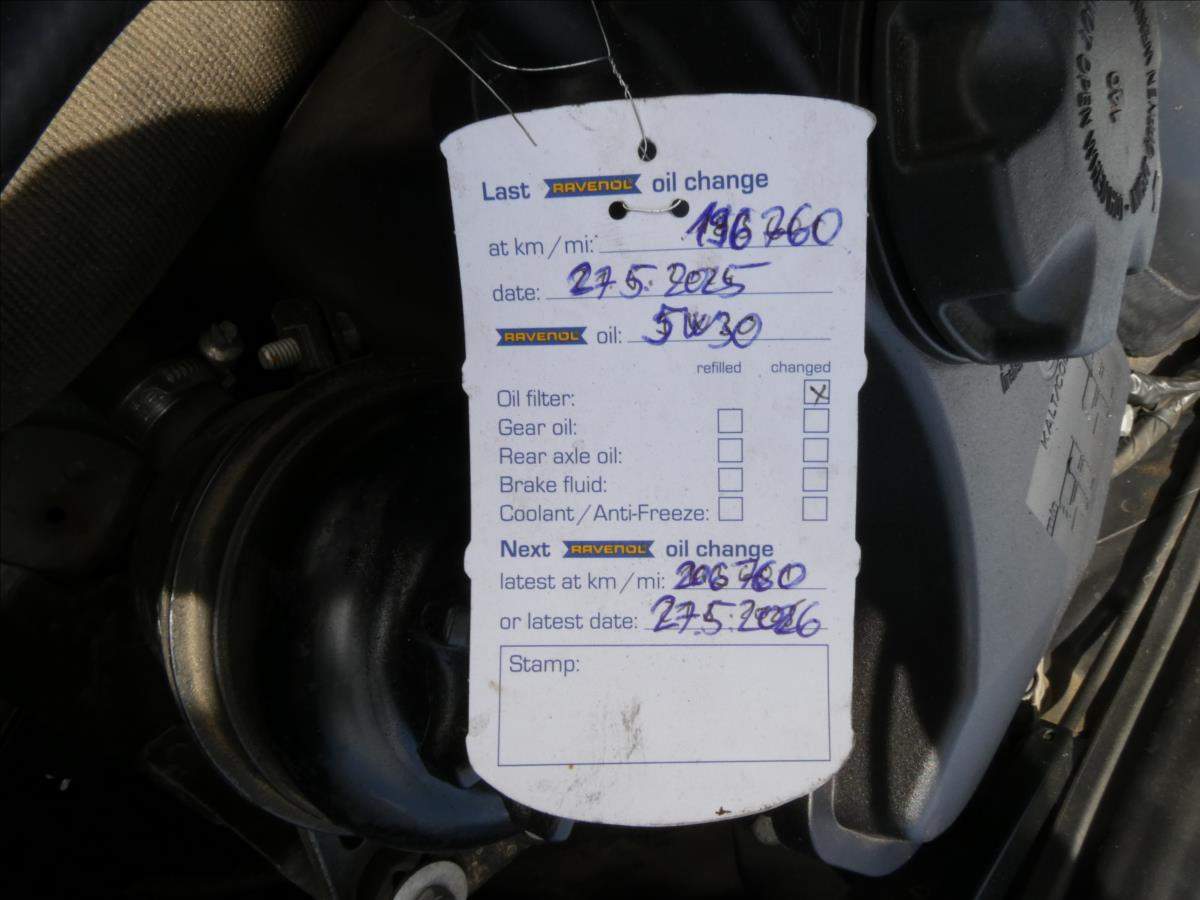 Last RAVENOL oil change
at km/mi: 196760
date: 27.5.2025
RAVENOL oil: 5W30
refilled changed
Oil filter: X
Gear oil:
Rear axle oil:
Brake fluid:
Coolant/Anti-Freeze:
Next RAVENOL oil change
latest at km/mi: 206760
or latest date: 27.5.2026
Stamp:
OPEN